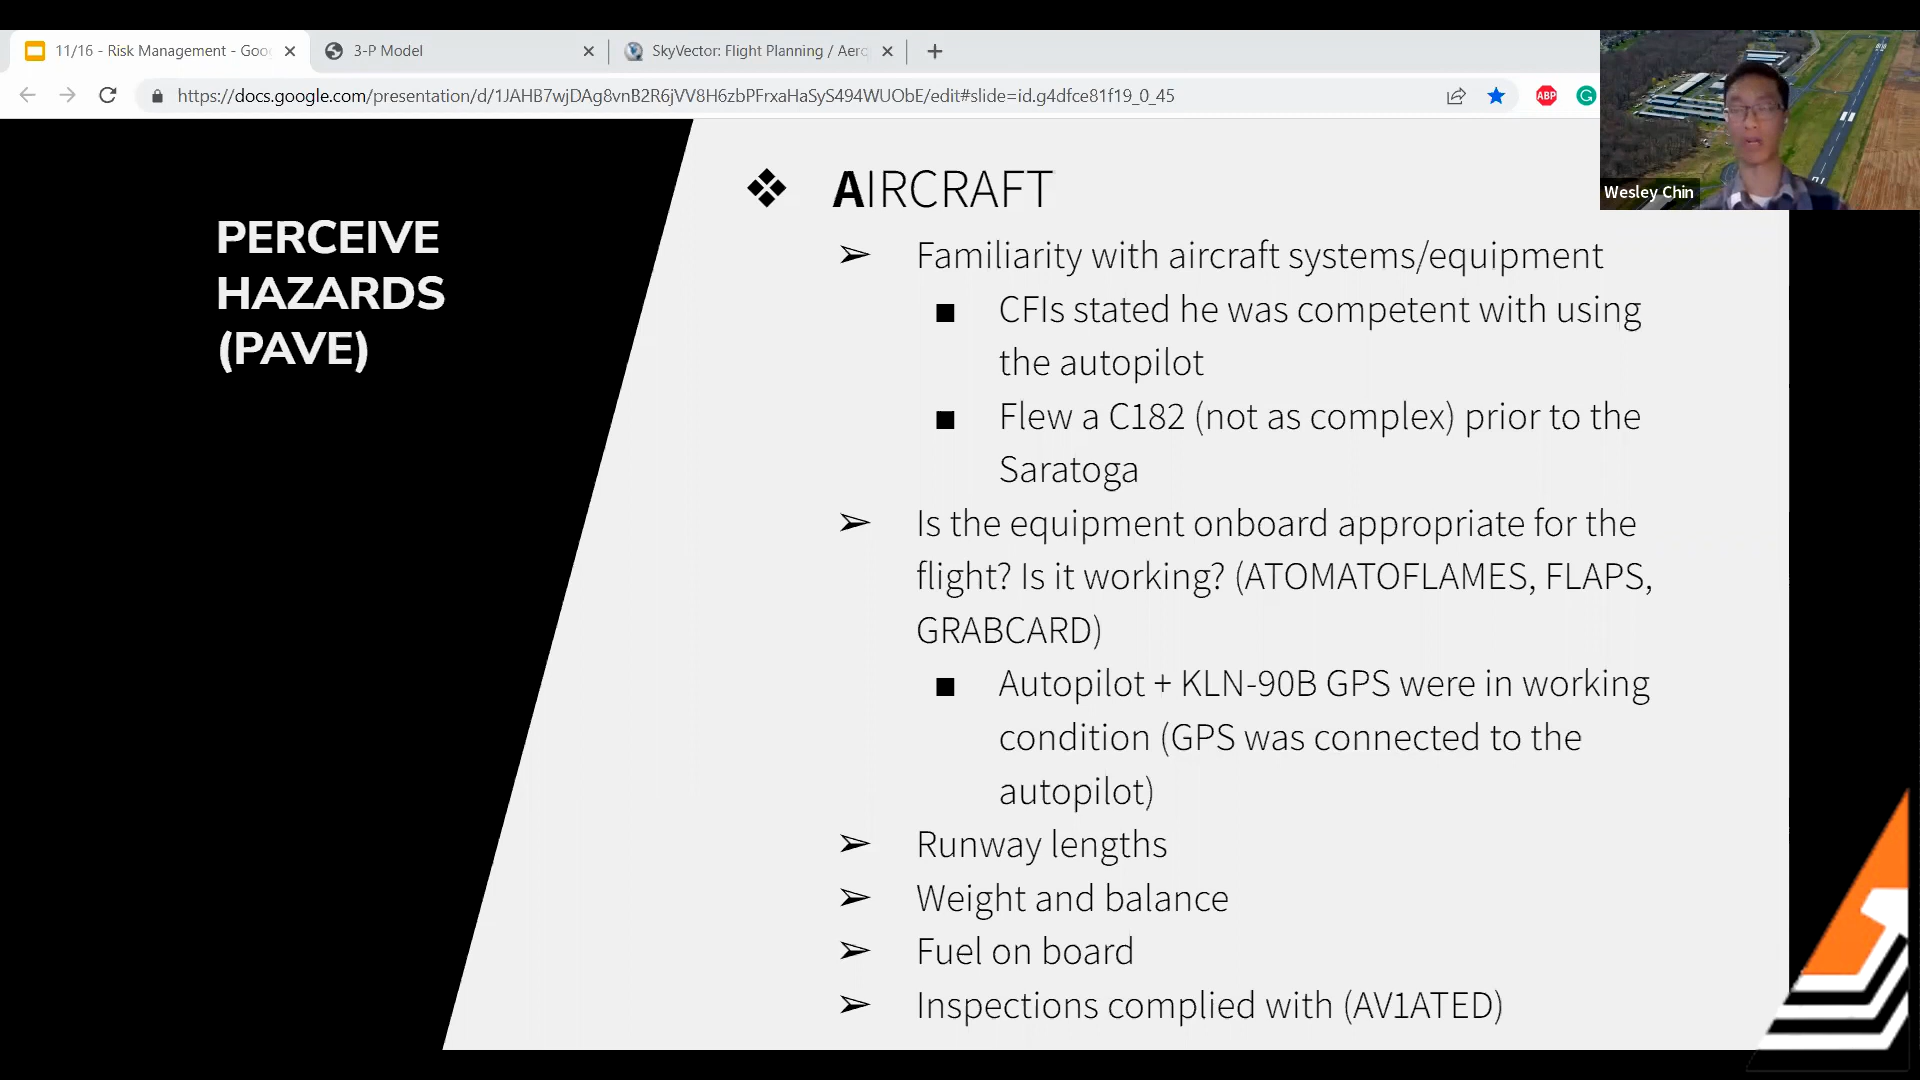 11/16 - Risk Management - Goo
3-P Model
SkyVector: Flight Planning / Aero
https://docs.google.com/presentation/d/1JAHB7wjDAg8vnB2R6jVV8H6zbPFrxaHaSyS494WUObE/edit#slide=id.g4dfce81f19_0_45
ABP
Wesley Chin
PERCEIVE
HAZARDS
(PAVE)
AIRCRAFT
Familiarity with aircraft systems/equipment
CFIs stated he was competent with using
the autopilot
Flew a C182 (not as complex) prior to the
Saratoga
Is the equipment onboard appropriate for the
flight? Is it working? (ATOMATOFLAMES, FLAPS,
GRABCARD)
Autopilot + KLN-90B GPS were in working
condition (GPS was connected to the
autopilot)
Runway lengths
Weight and balance
Fuel on board
Inspections complied with (AV1ATED)